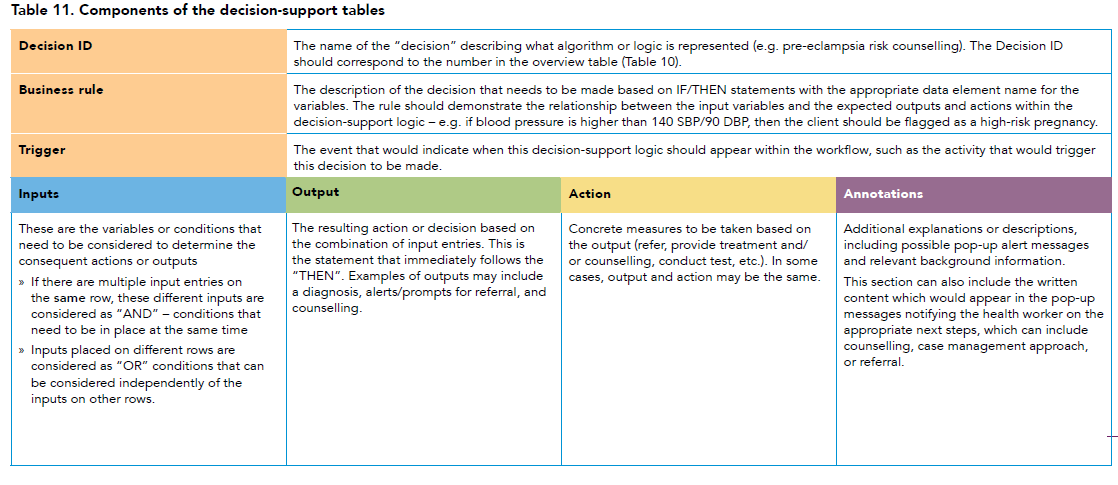 Table 11. Components of the decision-support tables
Decision ID
The name of the “decision” describing what algorithm or logic is represented (e.g. pre-eclampsia risk counselling). The Decision ID
should correspond to the number in the overview table (Table 10).
Business rule
The description of the decision that needs to be made based on IF/THEN statements with the appropriate data element name for the
variables. The rule should demonstrate the relationship between the input variables and the expected outputs and actions within the
decision-support logic – e.g. if blood pressure is higher than 140 SBP/90 DBP, then the client should be flagged as a high-risk pregnancy.
Trigger
The event that would indicate when this decision-support logic should appear within the workflow, such as the activity that would trigger
this decision to be made.
Inputs
Output
Action
Annotations
These are the variables or conditions that
need to be considered to determine the
consequent actions or outputs
» If there are multiple input entries on
the same row, these different inputs are
considered as “AND” – conditions that
need to be in place at the same time
» Inputs placed on different rows are
considered as “OR” conditions that can
be considered independently of the
inputs on other rows.
The resulting action or decision based on
the combination of input entries. This is
the statement that immediately follows the
“THEN”. Examples of outputs may include
a diagnosis, alerts/prompts for referral, and
counselling.
Concrete measures to be taken based on
the output (refer, provide treatment and/
or counselling, conduct test, etc.). In some
cases, output and action may be the same.
Additional explanations or descriptions,
including possible pop-up alert messages
and relevant background information.
This section can also include the written
content which would appear in the pop-up
messages notifying the health worker on the
appropriate next steps, which can include
counselling, case management approach,
or referral.